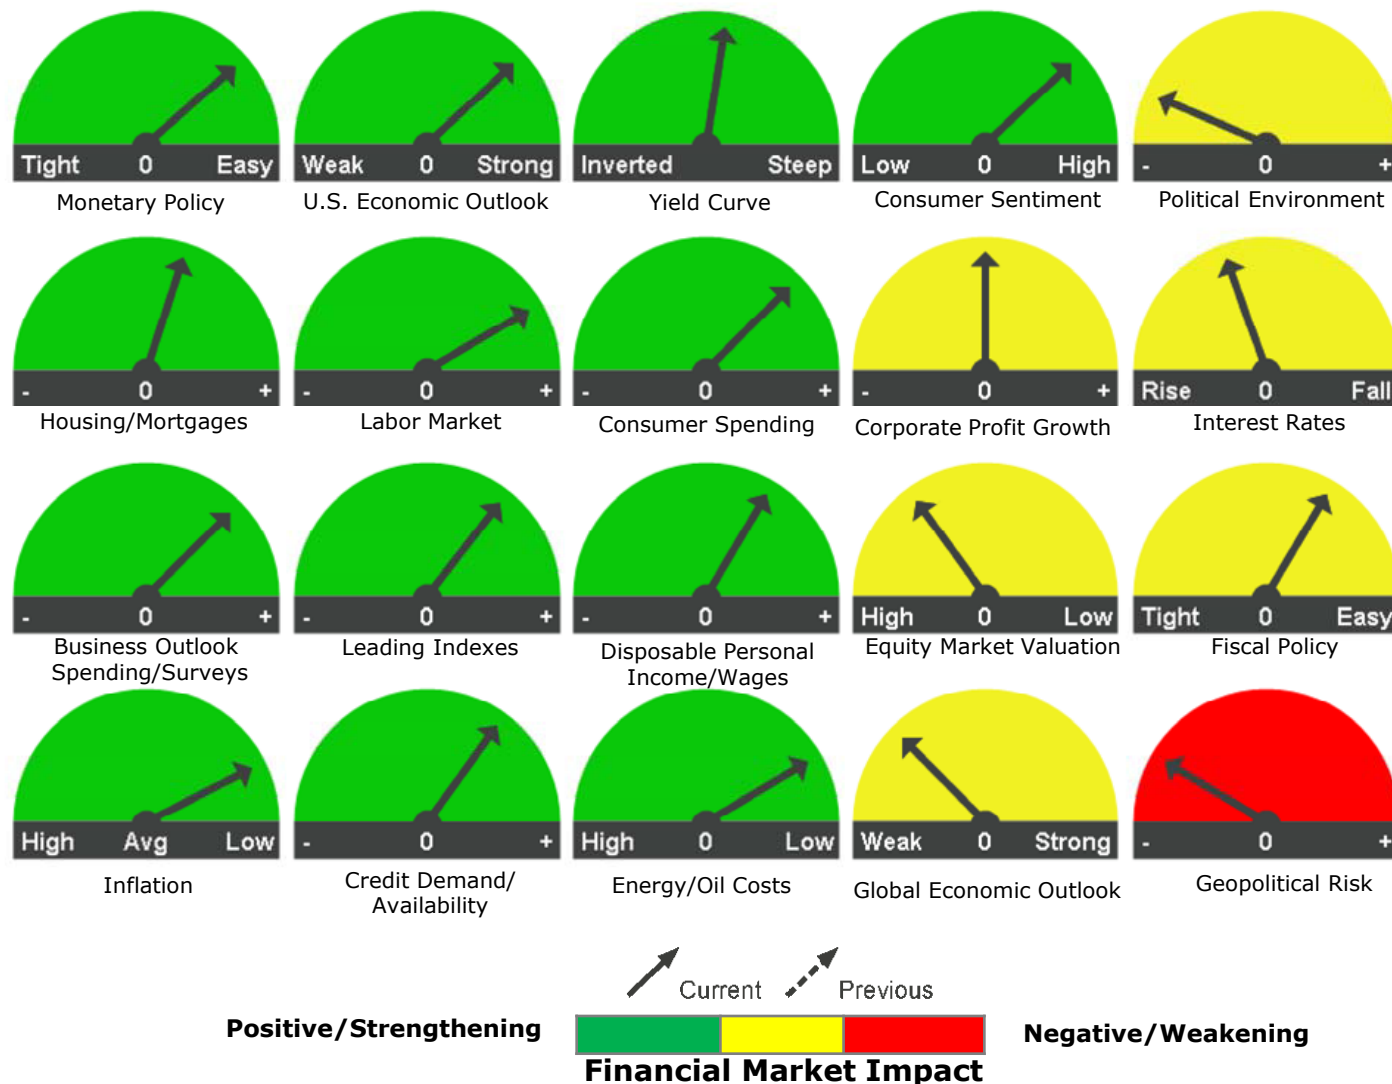 Tight 0 Easy
Monetary Policy
Weak 0 Strong
U.S. Economic Outlook
Inverted Steep
Yield Curve
Low 0 High
Consumer Sentiment
- 0 +
Political Environment
- 0 +
Housing/Mortgages
- 0 +
Labor Market
- 0 +
Consumer Spending
- 0 +
Corporate Profit Growth
Rise 0 Fall
Interest Rates
- 0 +
Business Outlook
Spending/Surveys
- 0 +
Leading Indexes
- 0 +
Disposable Personal
Income/Wages
High 0 Low
Equity Market Valuation
Tight 0 Easy
Fiscal Policy
High Avg Low
Inflation
- 0 +
Credit Demand/
Availability
High 0 Low
Energy/Oil Costs
Weak 0 Strong
Global Economic Outlook
- 0 +
Geopolitical Risk
Current Previous
Positive/Strengthening Negative/Weakening
Financial Market Impact